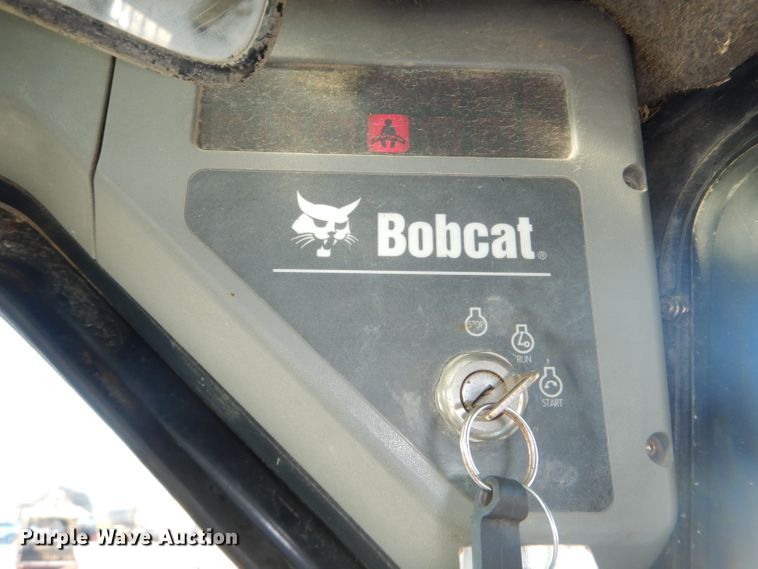 Bobcat®
STOP
RUN
START
Purple Wave Auction®